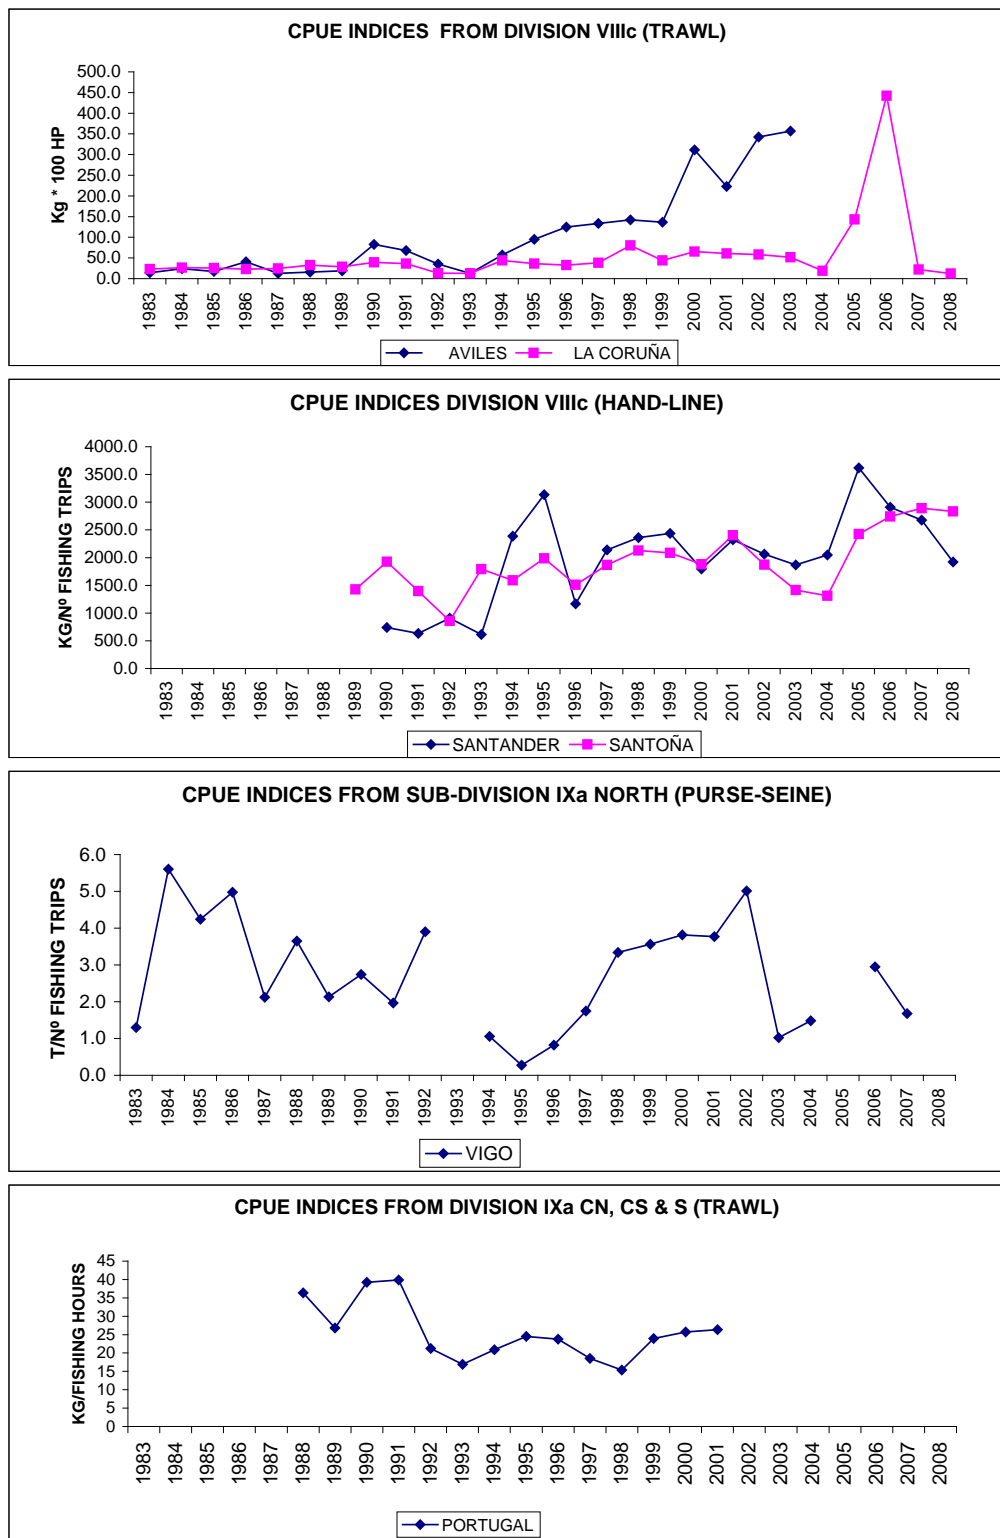 CPUE INDICES FROM DIVISION VIIIc (TRAWL)
Kg * 100 HP
500.0
450.0
400.0
350.0
300.0
250.0
200.0
150.0
100.0
50.0
0.0
1983 1984 1985 1986 1987 1988 1989 1990 1991 1992 1993 1994 1995 1996 1997 1998 1999 2000 2001 2002 2003 2004 2005 2006 2007 2008
AVILES LA CORUÑA
CPUE INDICES DIVISION VIIIc (HAND-LINE)
KG/Nº FISHING TRIPS
4000.0
3500.0
3000.0
2500.0
2000.0
1500.0
1000.0
500.0
0.0
1983 1984 1985 1986 1987 1988 1989 1990 1991 1992 1993 1994 1995 1996 1997 1998 1999 2000 2001 2002 2003 2004 2005 2006 2007 2008
SANTANDER SANTOÑA
CPUE INDICES FROM SUB-DIVISION IXa NORTH (PURSE-SEINE)
T/Nº FISHING TRIPS
6.0
5.0
4.0
3.0
2.0
1.0
0.0
1983 1984 1985 1986 1987 1988 1989 1990 1991 1992 1993 1994 1995 1996 1997 1998 1999 2000 2001 2002 2003 2004 2005 2006 2007 2008
VIGO
CPUE INDICES FROM DIVISION IXa CN, CS & S (TRAWL)
KG/FISHING HOURS
45
40
35
30
25
20
15
10
5
0
1983 1984 1985 1986 1987 1988 1989 1990 1991 1992 1993 1994 1995 1996 1997 1998 1999 2000 2001 2002 2003 2004 2005 2006 2007 2008
PORTUGAL